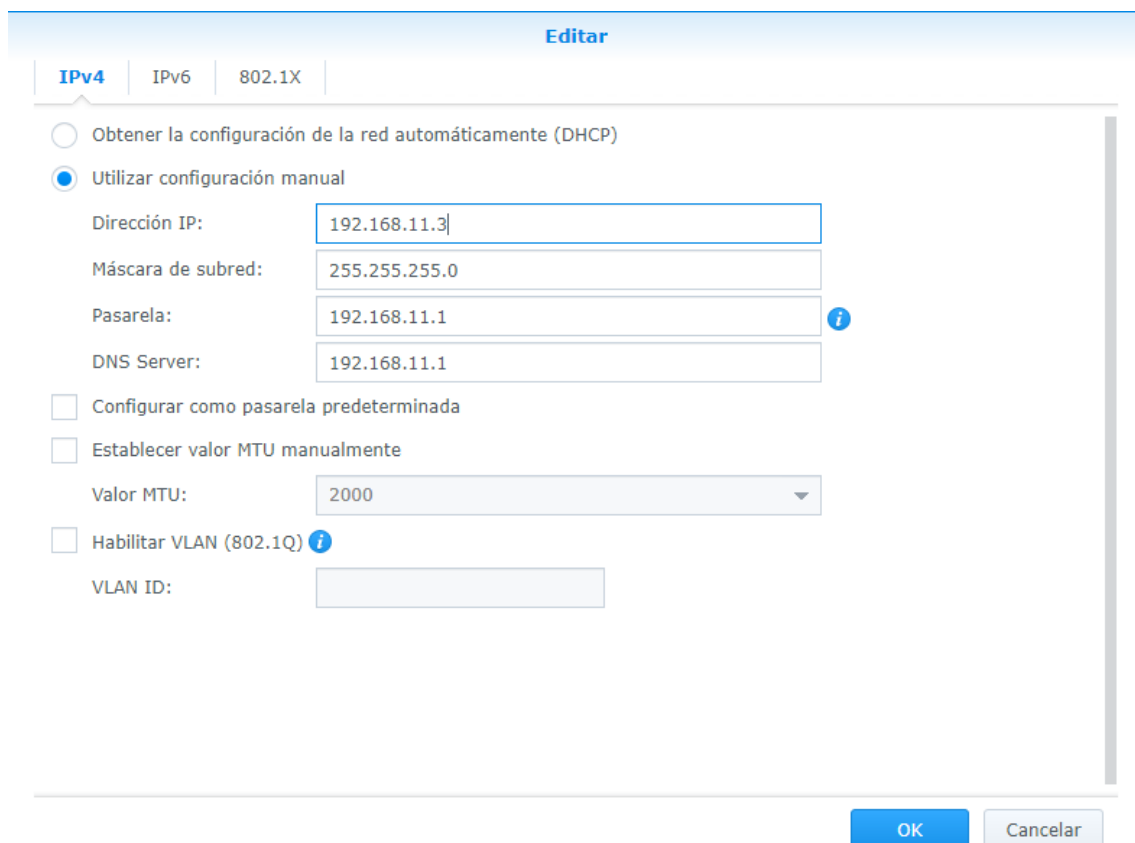 Editar
IPv4 IPv6 802.1X
Obtener la configuración de la red automáticamente (DHCP)
Utilizar configuración manual
Dirección IP: 192.168.11.3
Máscara de subred: 255.255.255.0
Pasarela: 192.168.11.1
DNS Server: 192.168.11.1
Configurar como pasarela predeterminada
Establecer valor MTU manualmente
Valor MTU: 2000
Habilitar VLAN (802.1Q)
VLAN ID:
OK Cancelar